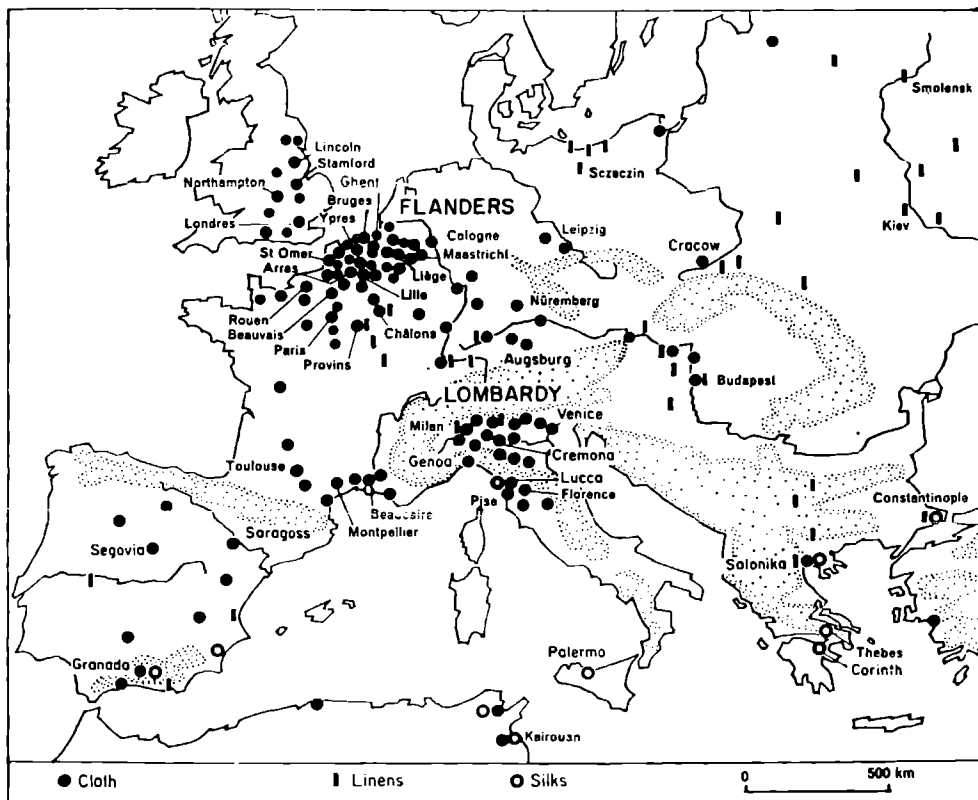 Smolensk
Lincoln
Stamford
Northampton
Ghent
Sczeczin
Bruges
Ypres
FLANDERS
Londres
Kiev
Cologne
Leipzig
Cracow
St Omer
Maastricht
Arras
Liège
Lille
Nüremberg
Rouen
Beauvais
Châlons
Paris
Provins
Augsburg
Budapest
LOMBARDY
Milan
Venice
Cremona
Genoa
Toulouse
Lucca
Florence
Pise
Constantinople
Beaucaire
Saragoss
Montpellier
Segovia
Salonika
Palermo
Thebes
Granada
Corinth
Kairouan
Cloth
Linens
Silks
0 500 km